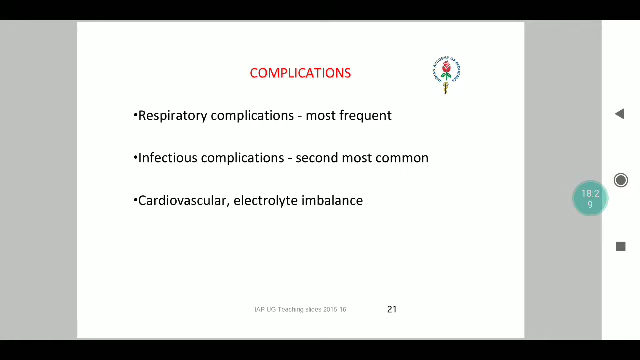 COMPLICATIONS
•Respiratory complications - most frequent
•Infectious complications - second most common
•Cardiovascular, electrolyte imbalance
IAP UG Teaching slides 2015-16
21
18:2
9